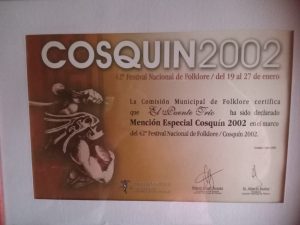 COSQUIN2002
42º Festival Nacional de Folklore / del 19 al 27 de enero
La Comisión Municipal de Folklore certifica
que El Puente Trío ha sido declarado
Mención Especial Cosquín 2002 en el marco
del 42º Festival Nacional de Folklore / Cosquín 2002.